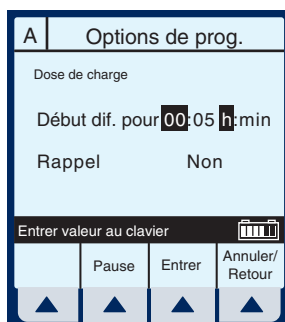 A Options de prog.
Dose de charge
Début dif. pour 00:05 h:min
Rappel Non
Entrer valeur au clavier
Pause Entrer Annuler/
Retour